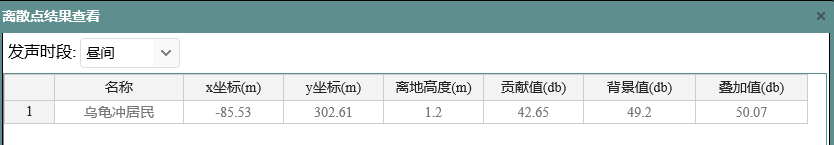 离散点结果查看
发声时段: 昼间
名称 x坐标(m) y坐标(m) 离地高度(m) 贡献值(db) 背景值(db) 叠加值(db)
1 乌龟冲居民 -85.53 302.61 1.2 42.65 49.2 50.07